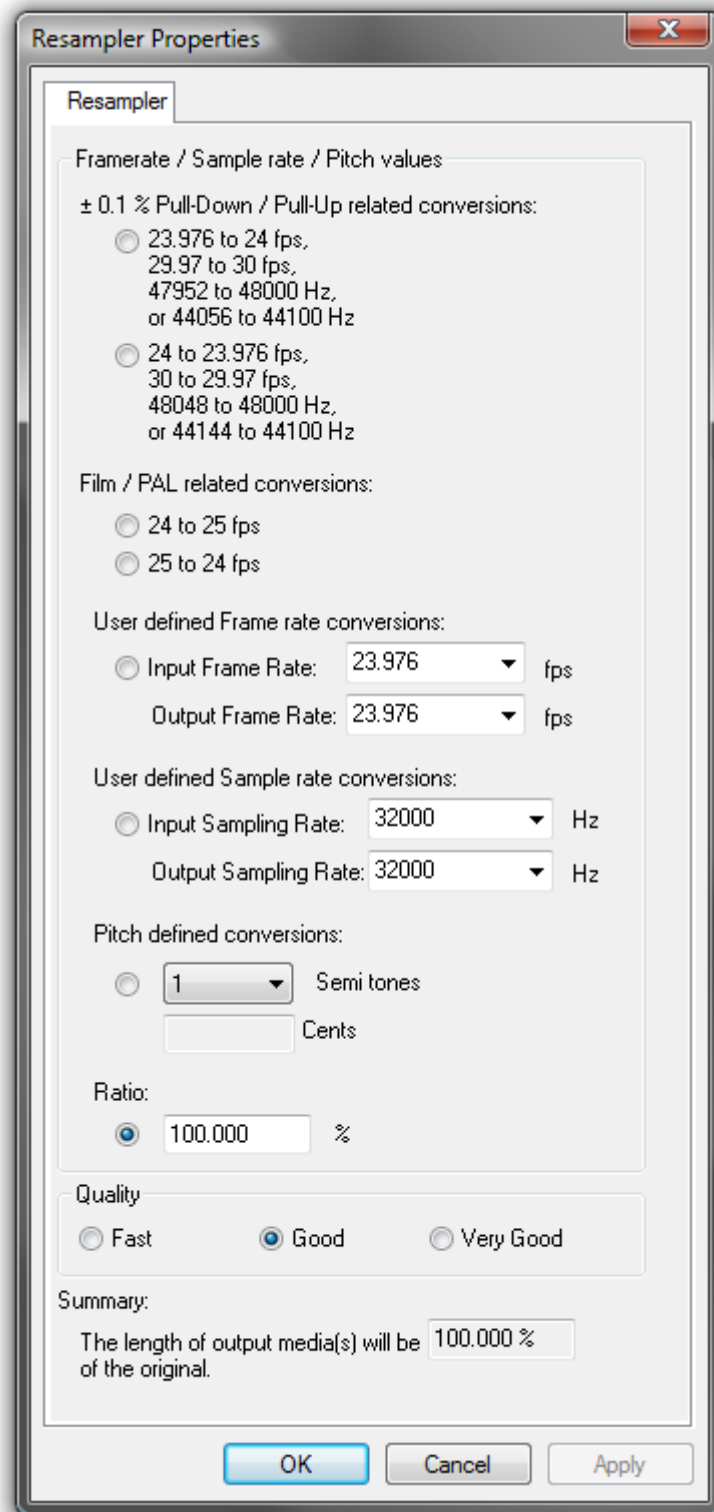 Resampler Properties
Resampler
Framerate / Sample rate / Pitch values
± 0.1 % Pull-Down / Pull-Up related conversions:
23.976 to 24 fps,
29.97 to 30 fps,
47952 to 48000 Hz,
or 44056 to 44100 Hz
24 to 23.976 fps,
30 to 29.97 fps,
48048 to 48000 Hz,
or 44144 to 44100 Hz
Film / PAL related conversions:
24 to 25 fps
25 to 24 fps
User defined Frame rate conversions:
Input Frame Rate: 23.976 fps
Output Frame Rate: 23.976 fps
User defined Sample rate conversions:
Input Sampling Rate: 32000 Hz
Output Sampling Rate: 32000 Hz
Pitch defined conversions:
1 Semi tones
Cents
Ratio:
100.000 %
Quality
Fast Good Very Good
Summary:
The length of output media(s) will be 100.000 %
of the original.
OK Cancel Apply